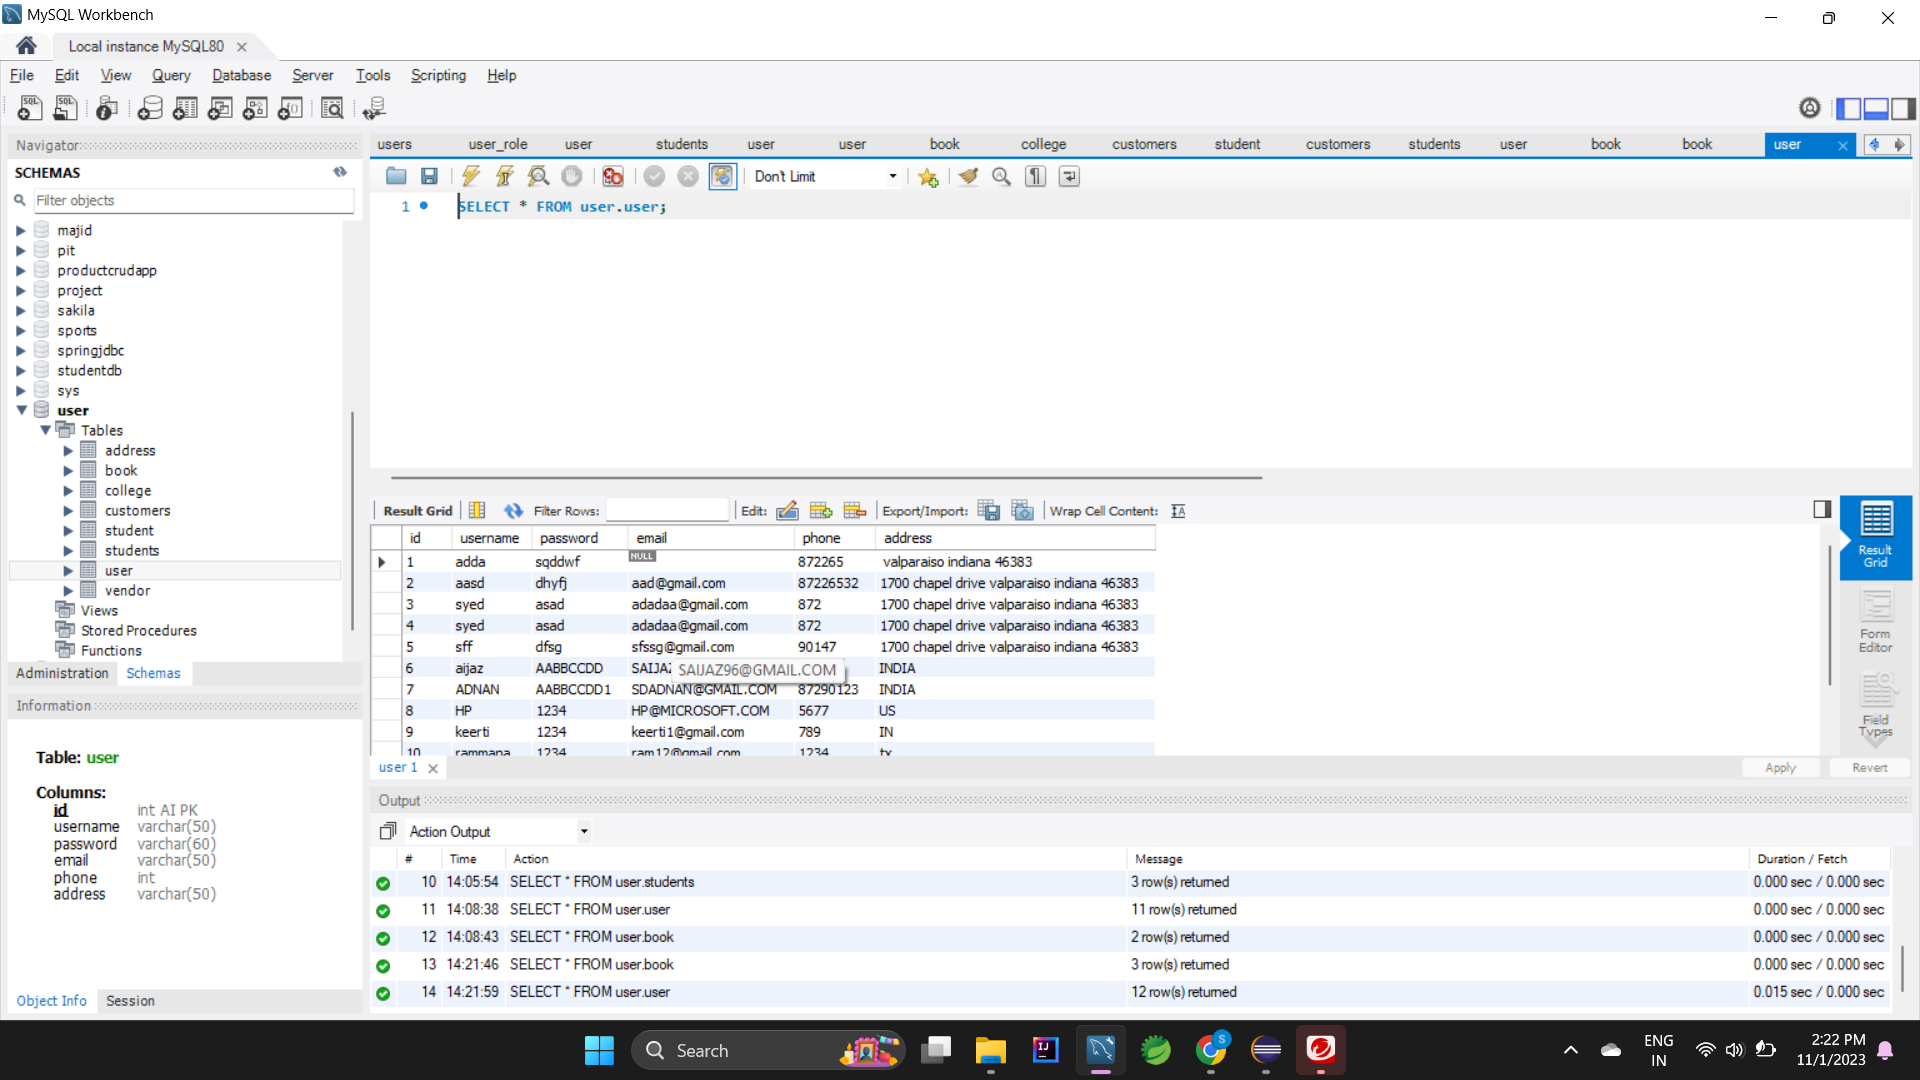 MySQL Workbench
Local instance MySQL80
File Edit View Query Database Server Tools Scripting Help
Navigator
SCHEMAS
Filter objects
majid
pit
productcrudapp
project
sakila
sports
springjdbc
studentdb
sys
user
Tables
address
book
college
customers
student
students
user
vendor
Views
Stored Procedures
Functions
Administration Schemas
Information
Table: user
Columns:
id int AI PK
username varchar(50)
password varchar(60)
email varchar(50)
phone int
address varchar(50)
Object Info Session
users user_role user students user user book college customers student customers students user book book user
Don't Limit
1 SELECT * FROM user.user;
Result Grid Filter Rows: Edit: Export/Import: Wrap Cell Content:
id username password email phone address
1 adda sqddwf NULL 872265 valparaiso indiana 46383
2 aasd dhyfj aad@gmail.com 87226532 1700 chapel drive valparaiso indiana 46383
3 syed asad adadaa@gmail.com 872 1700 chapel drive valparaiso indiana 46383
4 syed asad adadaa@gmail.com 872 1700 chapel drive valparaiso indiana 46383
5 sff dfsg sfssg@gmail.com 90147 1700 chapel drive valparaiso indiana 46383
6 aijaz AABBCCDD SAIJAZ INDIA
SAIJAZ96@GMAIL.COM
7 ADNAN AABBCCDD1 SDADNAN@GMAIL.COM 87290123 INDIA
8 HP 1234 HP@MICROSOFT.COM 5677 US
9 keerti 1234 keerti1@gmail.com 789 IN
10 rammana 1234 ram12@gmail.com 1234 tx
Result Grid
Form Editor
Field Types
user 1
Apply Revert
Output
Action Output
# Time Action Message Duration / Fetch
10 14:05:54 SELECT * FROM user.students 3 row(s) returned 0.000 sec / 0.000 sec
11 14:08:38 SELECT * FROM user.user 11 row(s) returned 0.000 sec / 0.000 sec
12 14:08:43 SELECT * FROM user.book 2 row(s) returned 0.000 sec / 0.000 sec
13 14:21:46 SELECT * FROM user.book 3 row(s) returned 0.000 sec / 0.000 sec
14 14:21:59 SELECT * FROM user.user 12 row(s) returned 0.015 sec / 0.000 sec
Search
ENG
IN
2:22 PM
11/1/2023